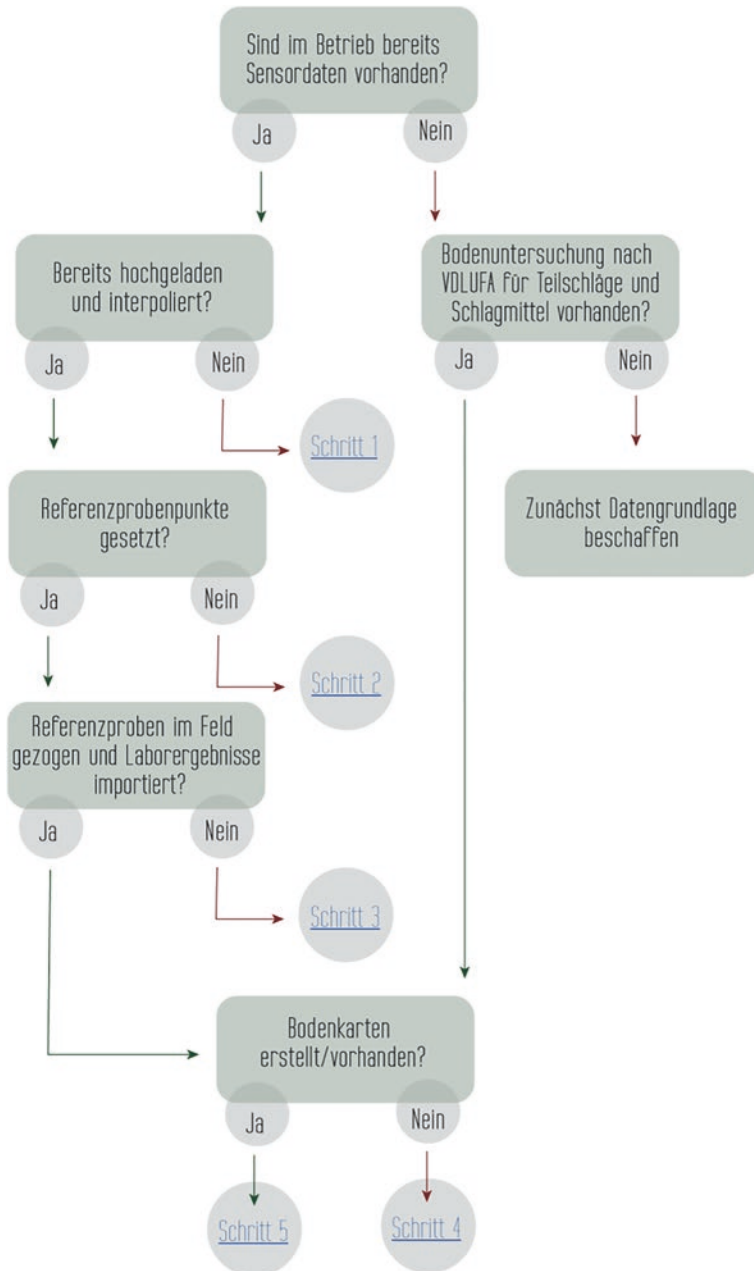 Sind im Betrieb bereits
Sensordaten vorhanden?
Ja
Nein
Bereits hochgeladen
und interpoliert?
Bodenuntersuchung nach
VDLUFA für Teilschläge und
Schlagmittel vorhanden?
Ja
Nein
Ja
Nein
Schritt 1
Referenzprobenpunkte
gesetzt?
Zunächst Datengrundlage
beschaffen
Ja
Nein
Schritt 2
Referenzproben im Feld
gezogen und Laborergebnisse
importiert?
Ja
Nein
Schritt 3
Bodenkarten
erstellt/vorhanden?
Ja
Nein
Schritt 5
Schritt 4